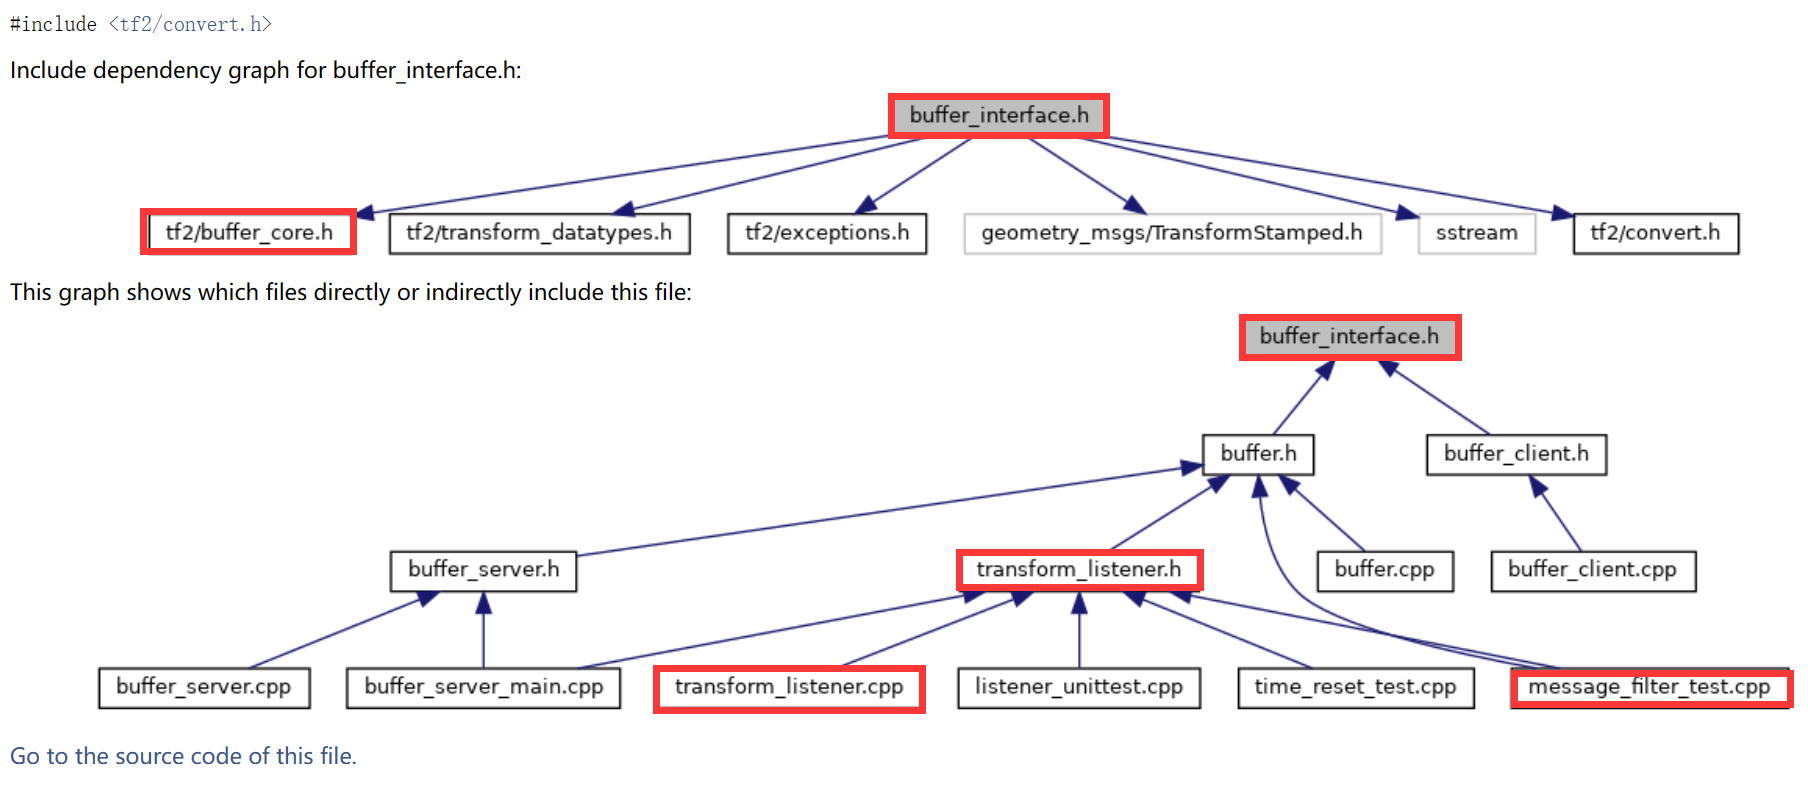 #include <tf2/convert.h>
Include dependency graph for buffer_interface.h:
buffer_interface.h
tf2/buffer_core.h
tf2/transform_datatypes.h
tf2/exceptions.h
geometry_msgs/TransformStamped.h
sstream
tf2/convert.h
This graph shows which files directly or indirectly include this file:
buffer_interface.h
buffer.h
buffer_client.h
buffer_server.h
transform_listener.h
buffer.cpp
buffer_client.cpp
buffer_server.cpp
buffer_server_main.cpp
transform_listener.cpp
listener_unittest.cpp
time_reset_test.cpp
message_filter_test.cpp
Go to the source code of this file.